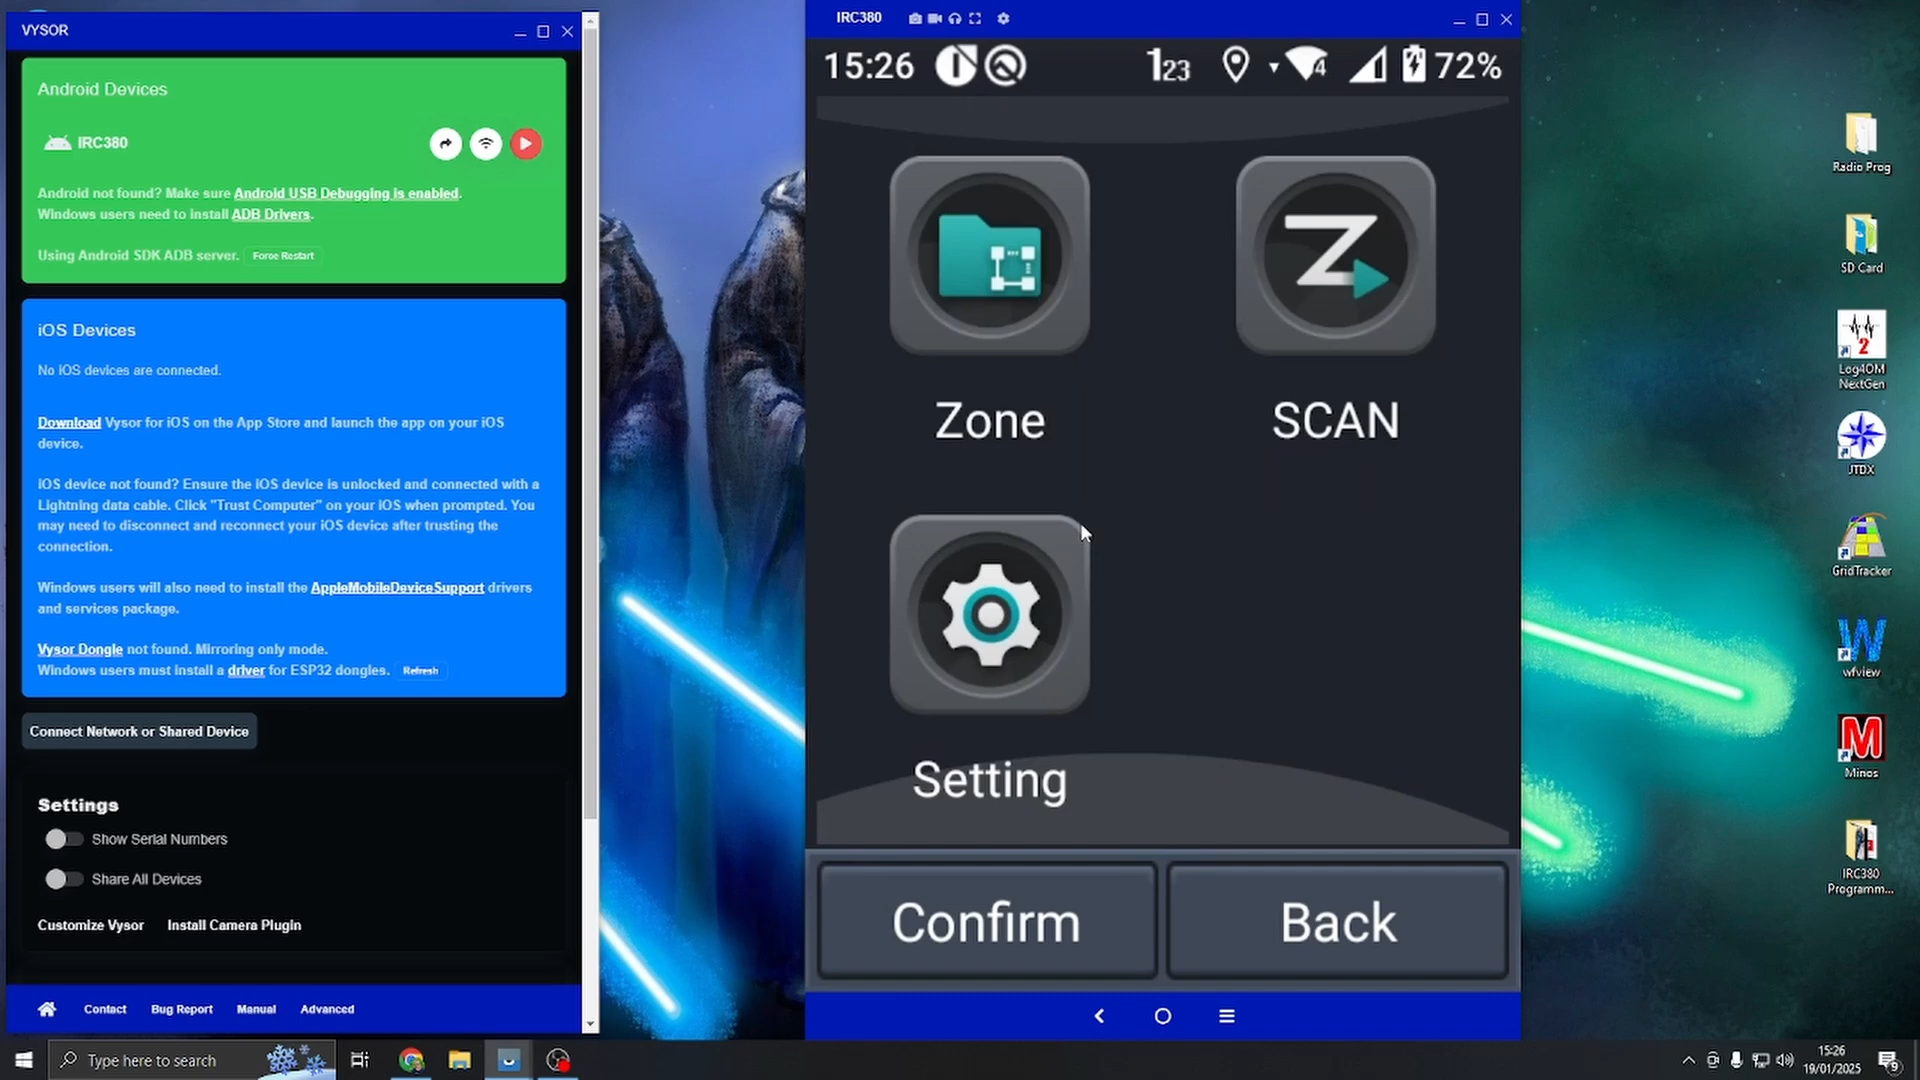 VYSOR
Android Devices
IRC380
Android not found? Make sure Android USB Debugging is enabled.
Windows users need to install ADB Drivers.
Using Android SDK ADB server. Force Restart
iOS Devices
No iOS devices are connected.
Download Vysor for iOS on the App Store and launch the app on your iOS
device.
iOS device not found? Ensure the iOS device is unlocked and connected with a
Lightning data cable. Click "Trust Computer" on your iOS when prompted. You
may need to disconnect and reconnect your iOS device after trusting the
connection.
Windows users will also need to install the AppleMobileDeviceSupport drivers
and services package.
Vysor Dongle not found. Mirroring only mode.
Windows users must install a driver for ESP32 dongles. Refresh
Connect Network or Shared Device
Settings
Show Serial Numbers
Share All Devices
Customize Vysor Install Camera Plugin
Contact Bug Report Manual Advanced
IRC380
15:26 123 4 72%
Zone SCAN
Setting
Confirm Back
Radio Prog
SD Card
2
Log4OM
NextGen
JTDX
GridTracker
W
wfview
M
Minos
IRC380
Programm...
Type here to search
15:26
19/01/2025
9